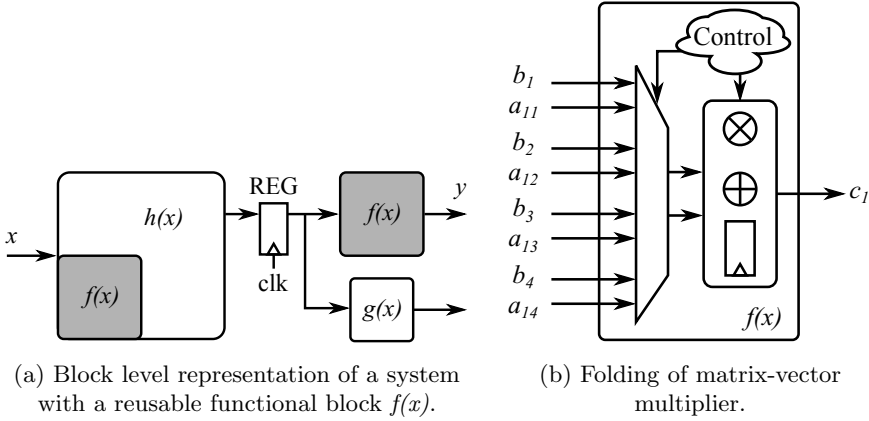 x
h(x)
f(x)
REG
clk
f(x)
y
g(x)
(a) Block level representation of a system
with a reusable functional block f(x).
Control
b1
a11
b2
a12
b3
a13
b4
a14
c1
f(x)
(b) Folding of matrix-vector
multiplier.